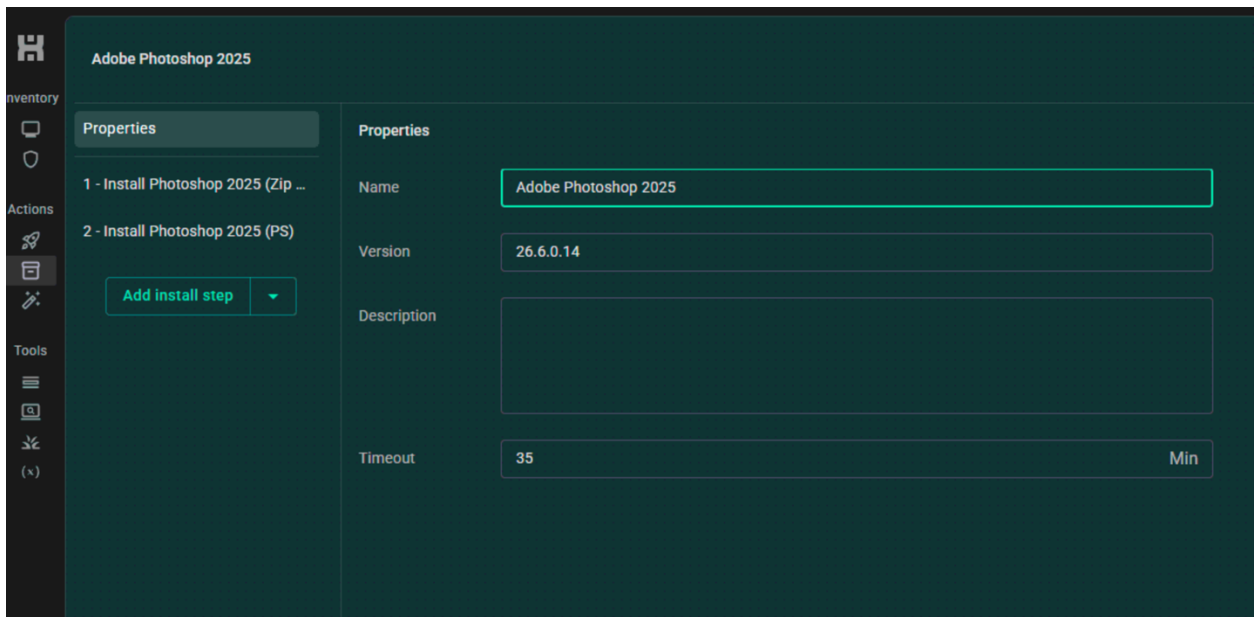 Adobe Photoshop 2025
nventory
Actions
Tools
(x)
Properties
1 - Install Photoshop 2025 (Zip ...
2 - Install Photoshop 2025 (PS)
Add install step
Properties
Name
Adobe Photoshop 2025
Version
26.6.0.14
Description
Timeout
35
Min